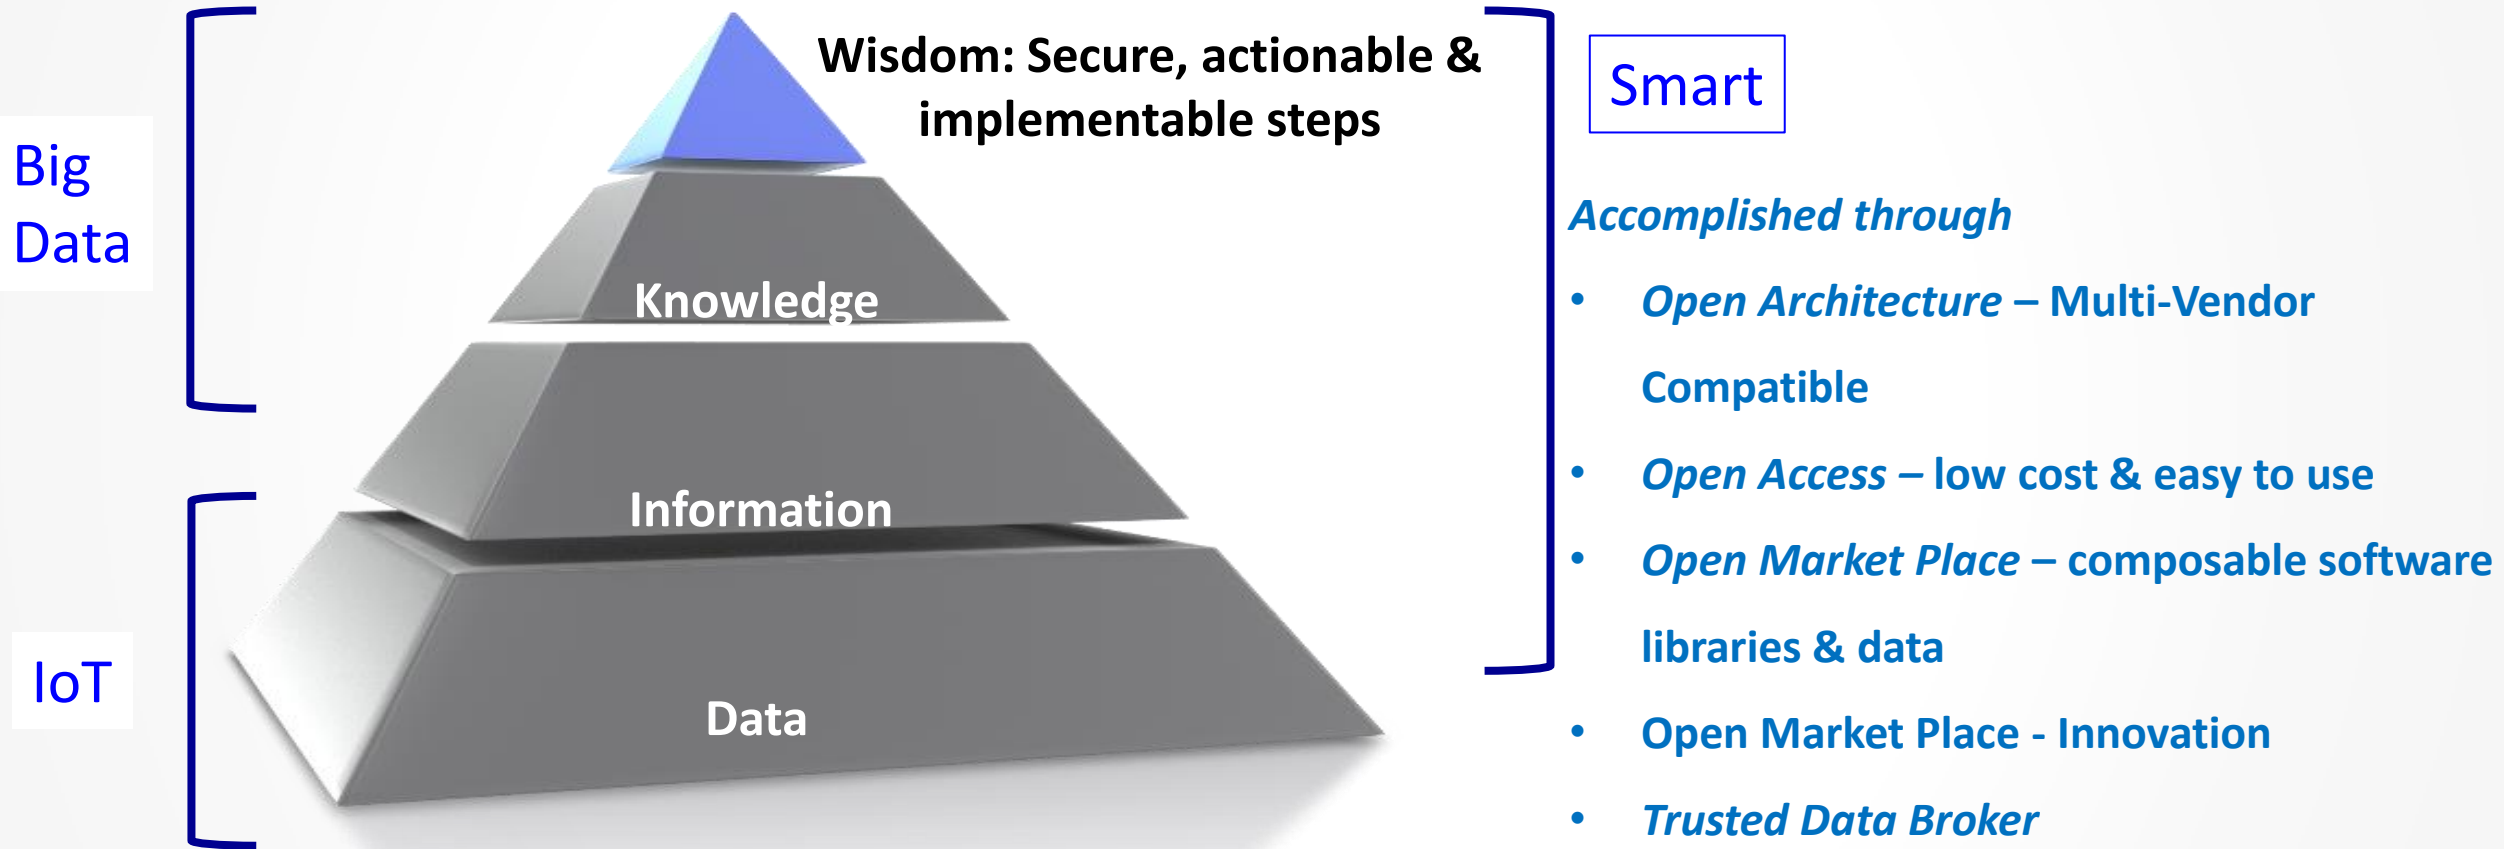 Big
Data
IoT
Wisdom: Secure, actionable &
implementable steps
Knowledge
Information
Data
Smart
Accomplished through
• Open Architecture – Multi-Vendor
Compatible
• Open Access – low cost & easy to use
• Open Market Place – composable software
libraries & data
• Open Market Place - Innovation
• Trusted Data Broker